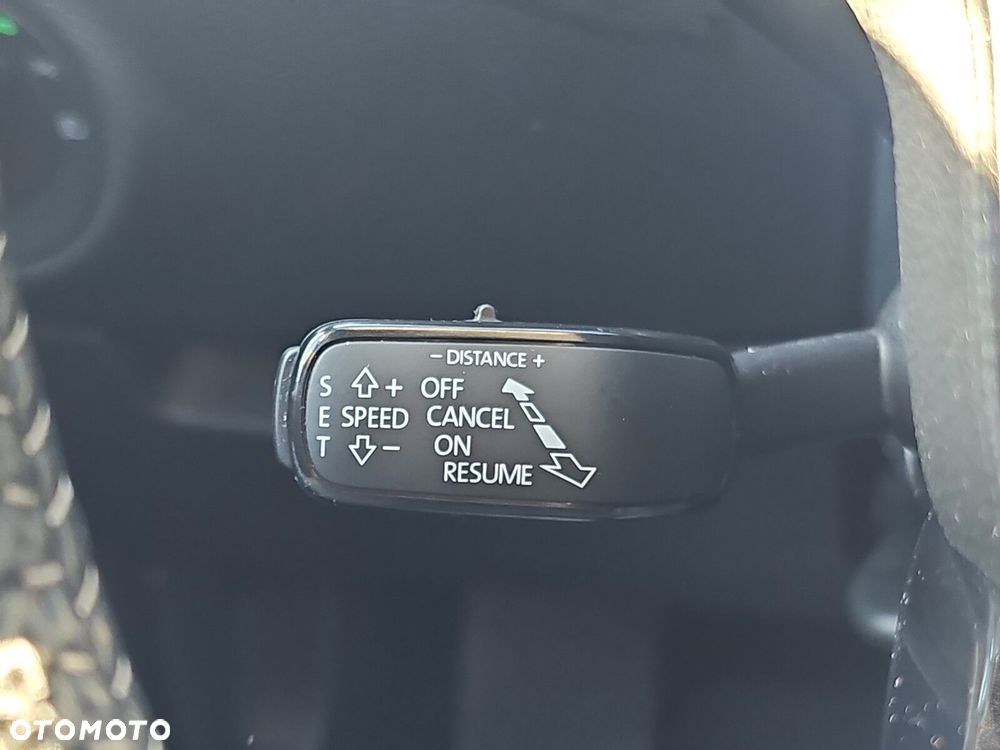 − DISTANCE +
S + OFF
E SPEED CANCEL
T − ON
RESUME
OTOMOTO